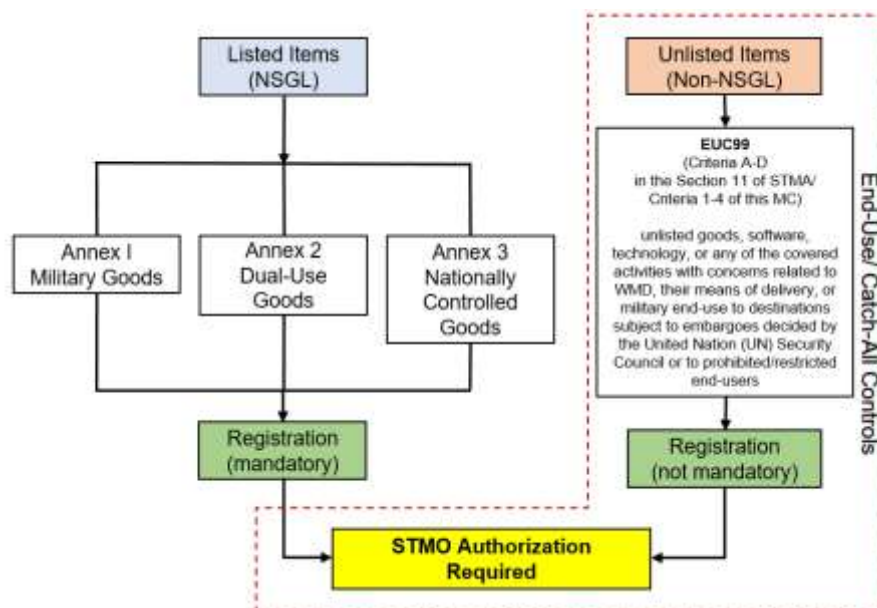 Listed Items
(NSGL)
Unlisted Items
(Non-NSGL)
EUC99
(Criteria A-D
in the Section 11 of STMA/
Criteria 1-4 of this MC)
unlisted goods, software,
technology, or any of the covered
activities with concerns related to
WMD, their means of delivery, or
military end-use to destinations
subject to embargoes decided by
the United Nation (UN) Security
Council or to prohibited/restricted
end-users
End-Use/ Catch-All Controls
Annex I
Military Goods
Annex 2
Dual-Use
Goods
Annex 3
Nationally
Controlled
Goods
Registration
(mandatory)
Registration
(not mandatory)
STMO Authorization
Required